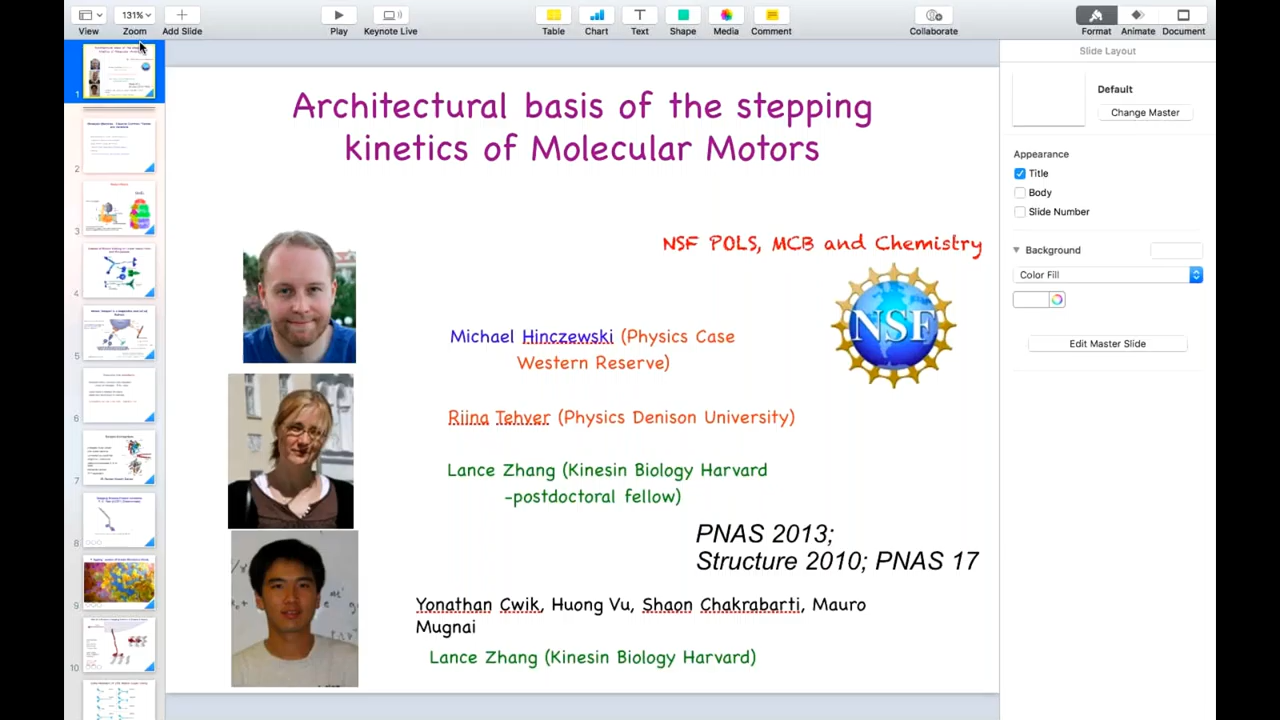 131%
View
Zoom
Add Slide
Play
Keynote Live
Table
Chart
Text
Shape
Media
Comment
Collaborate
Format
Animate
Document
1
2
3
4
5
6
7
8
9
10
Architectural basis of the stepping
kinetics of Molecular Motors
NSF POLS, MCB and Chemistry
NSF
Michael Hinczewski (Physics Case
Western Reserve)
Riina Tehver (Physics Denison University)
Lance Zhang (Kinesin Biology Harvard
-postdoctoral fellow)
PNAS 2013;
Structure 2010; PNAS 17
Yonathan Cwik, Huong Vu, Shaon Chakrabarti, Mauro
Mugnai
Lance Zhang (Kinesin Biology Harvard)
Slide Layout
Default
Change Master
Appearance
Title
Body
Slide Number
Background
Color Fill
Edit Master Slide